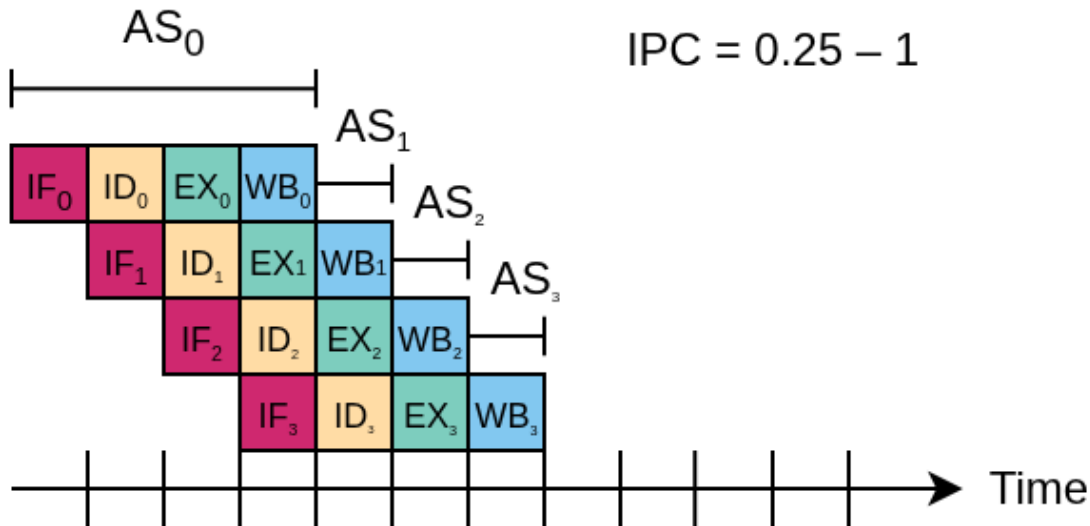 AS₀
IPC = 0.25 – 1
AS₁
IF₀ ID₀ EX₀ WB₀
AS₂
IF₁ ID₁ EX1 WB₁
AS₃
IF₂ ID₂ EX₂ WB₂
IF₃ ID₃ EX₃ WB₃
Time